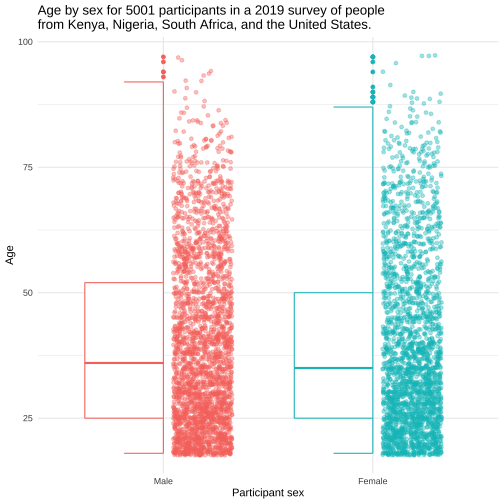 Age by sex for 5001 participants in a 2019 survey of people
from Kenya, Nigeria, South Africa, and the United States.
100
75
50
25
Age
Male Female
Participant sex